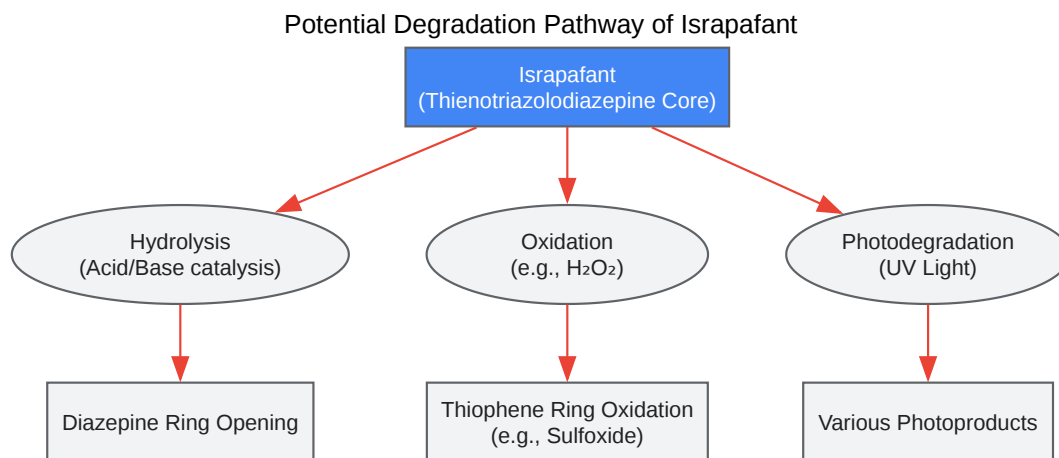 Potential Degradation Pathway of Israpafant
Israpafant
(Thienotriazolodiazepine Core)
Hydrolysis
(Acid/Base catalysis)
Oxidation
(e.g., H₂O₂)
Photodegradation
(UV Light)
Diazepine Ring Opening
Thiophene Ring Oxidation
(e.g., Sulfoxide)
Various Photoproducts